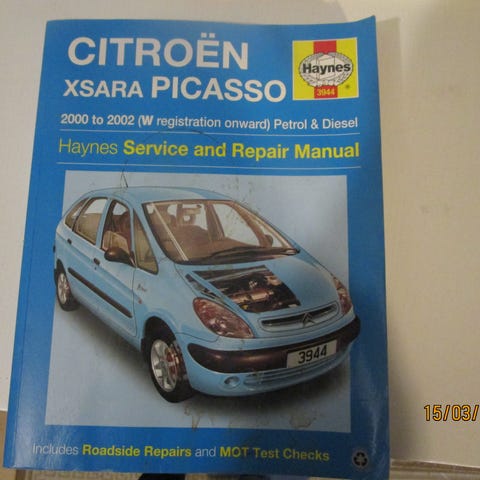 CITROËN
XSARA PICASSO
Haynes
3944
2000 to 2002 (W registration onward) Petrol & Diesel
Haynes Service and Repair Manual
3944
Includes Roadside Repairs and MOT Test Checks
15/03/